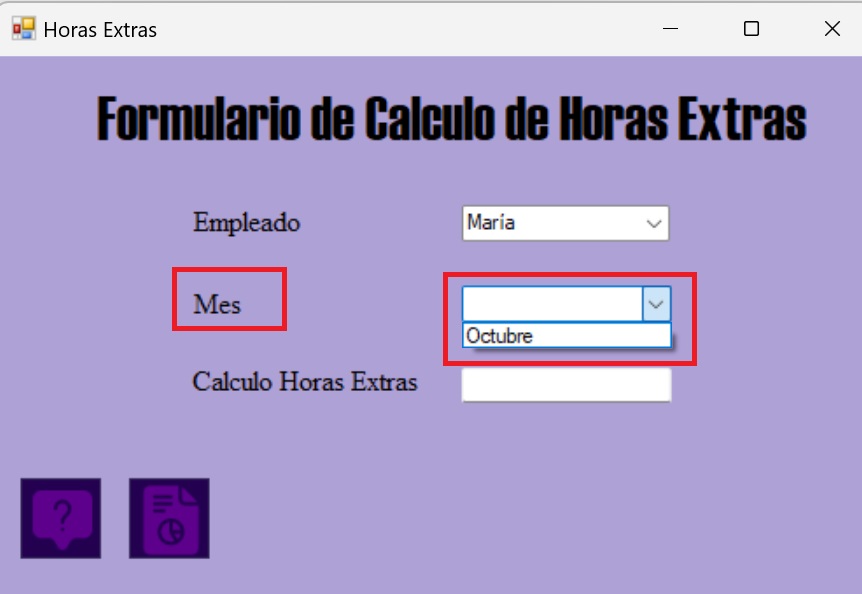 Horas Extras
Formulario de Calculo de Horas Extras
Empleado
María
Mes
Octubre
Calculo Horas Extras
?